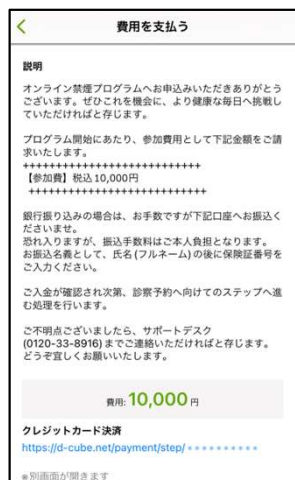 費用を支払う
説明
オンライン禁煙プログラムへお申込みいただきありがとう
ございます。ぜひこれを機会に、より健康な毎日へ挑戦し
ていただければと存じます。
プログラム開始にあたり、参加費用として下記金額をご請
求いたします。
++++++++++++++++++++++++++
【参加費】税込10,000円
++++++++++++++++++++++++++
銀行振り込みの場合は、お手数ですが下記口座へお振込く
ださいませ。
恐れ入りますが、振込手数料はご本人負担となります。
お振込名義として、氏名(フルネーム)の後に保険証番号を
ご入力ください。
ご入金が確認され次第、診察予約へ向けてのステップへ進
む処理を行います。
ご不明点ございましたら、サポートデスク
(0120-33-8916)までご連絡いただければと存じます。
どうぞ宜しくお願いいたします。
費用: 10,000 円
クレジットカード決済
https://d-cube.net/payment/step/**********
※別画面が開きます